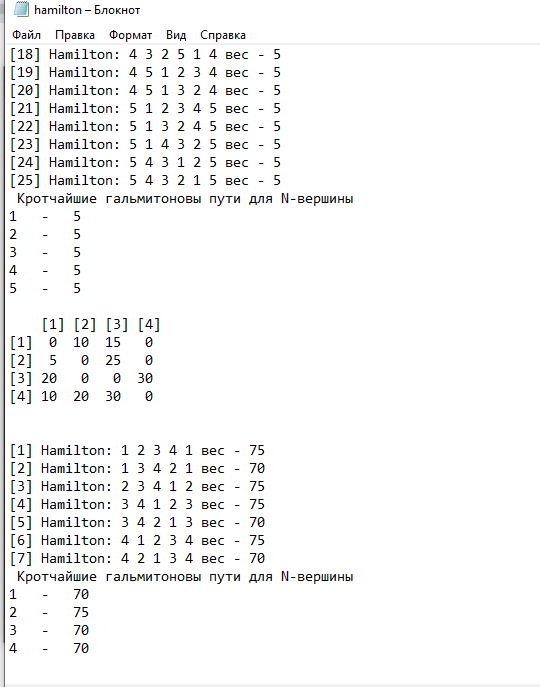 hamilton – Блокнот
Файл Правка Формат Вид Справка
[18] Hamilton: 4 3 2 5 1 4 вес - 5
[19] Hamilton: 4 5 1 2 3 4 вес - 5
[20] Hamilton: 4 5 1 3 2 4 вес - 5
[21] Hamilton: 5 1 2 3 4 5 вес - 5
[22] Hamilton: 5 1 3 2 4 5 вес - 5
[23] Hamilton: 5 1 4 3 2 5 вес - 5
[24] Hamilton: 5 4 3 1 2 5 вес - 5
[25] Hamilton: 5 4 3 2 1 5 вес - 5
Кротчайшие гальмитоновы пути для N-вершины
1 - 5
2 - 5
3 - 5
4 - 5
5 - 5
[1] [2] [3] [4]
[1] 0 10 15 0
[2] 5 0 25 0
[3] 20 0 0 30
[4] 10 20 30 0
[1] Hamilton: 1 2 3 4 1 вес - 75
[2] Hamilton: 1 3 4 2 1 вес - 70
[3] Hamilton: 2 3 4 1 2 вес - 75
[4] Hamilton: 3 4 1 2 3 вес - 75
[5] Hamilton: 3 4 2 1 3 вес - 70
[6] Hamilton: 4 1 2 3 4 вес - 75
[7] Hamilton: 4 2 1 3 4 вес - 70
Кротчайшие гальмитоновы пути для N-вершины
1 - 70
2 - 75
3 - 70
4 - 70